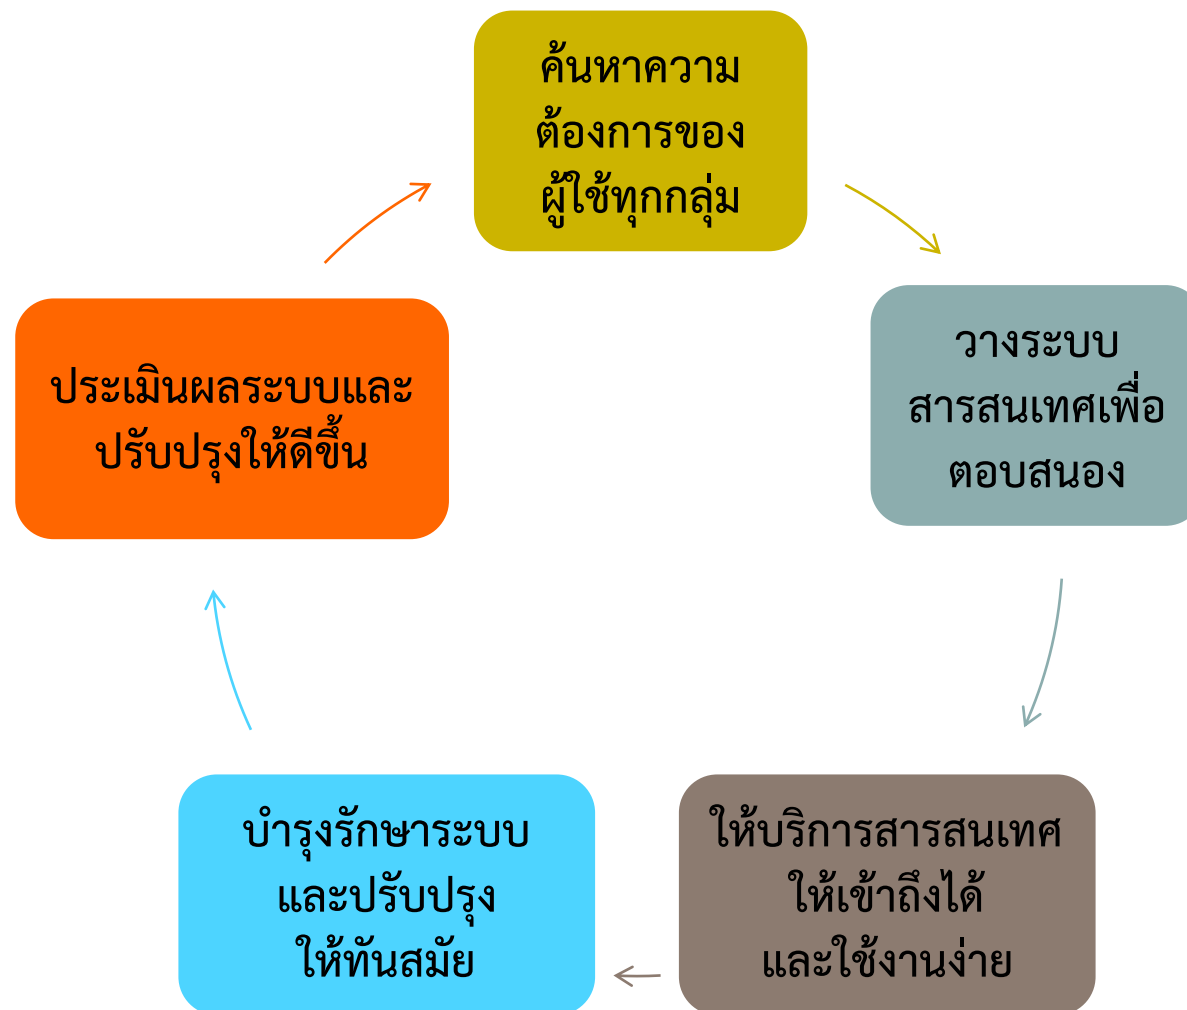 ค้นหาความ
ต้องการของ
ผู้ใช้ทุกกลุ่ม
วางระบบ
สารสนเทศเพื่อ
ตอบสนอง
ให้บริการสารสนเทศ
ให้เข้าถึงได้
และใช้งานง่าย
บำรุงรักษาระบบ
และปรับปรุง
ให้ทันสมัย
ประเมินผลระบบและ
ปรับปรุงให้ดีขึ้น